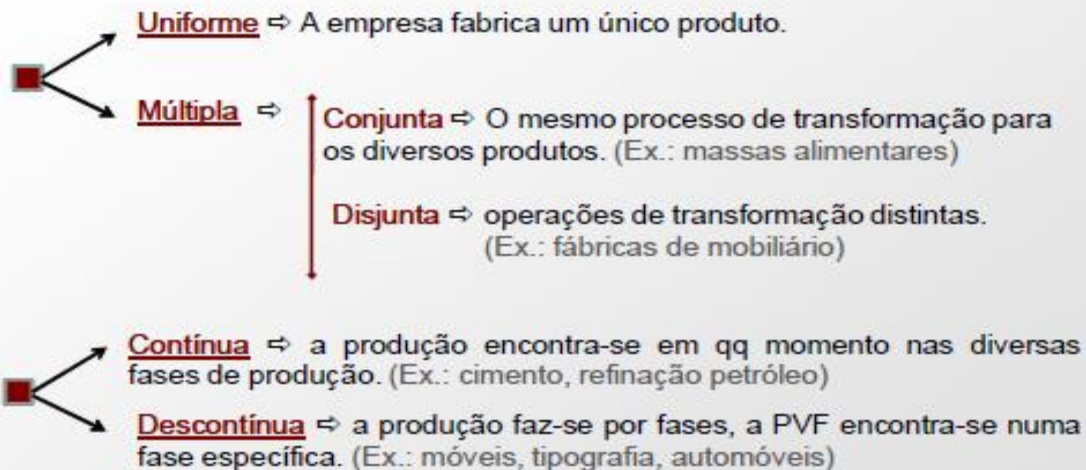 Uniforme ⇨ A empresa fabrica um único produto.
Múltipla ⇨
Conjunta ⇨ O mesmo processo de transformação para
os diversos produtos. (Ex.: massas alimentares)
Disjunta ⇨ operações de transformação distintas.
(Ex.: fábricas de mobiliário)
Contínua ⇨ a produção encontra-se em qq momento nas diversas
fases de produção. (Ex.: cimento, refinação petróleo)
Descontínua ⇨ a produção faz-se por fases, a PVF encontra-se numa
fase específica. (Ex.: móveis, tipografia, automóveis)